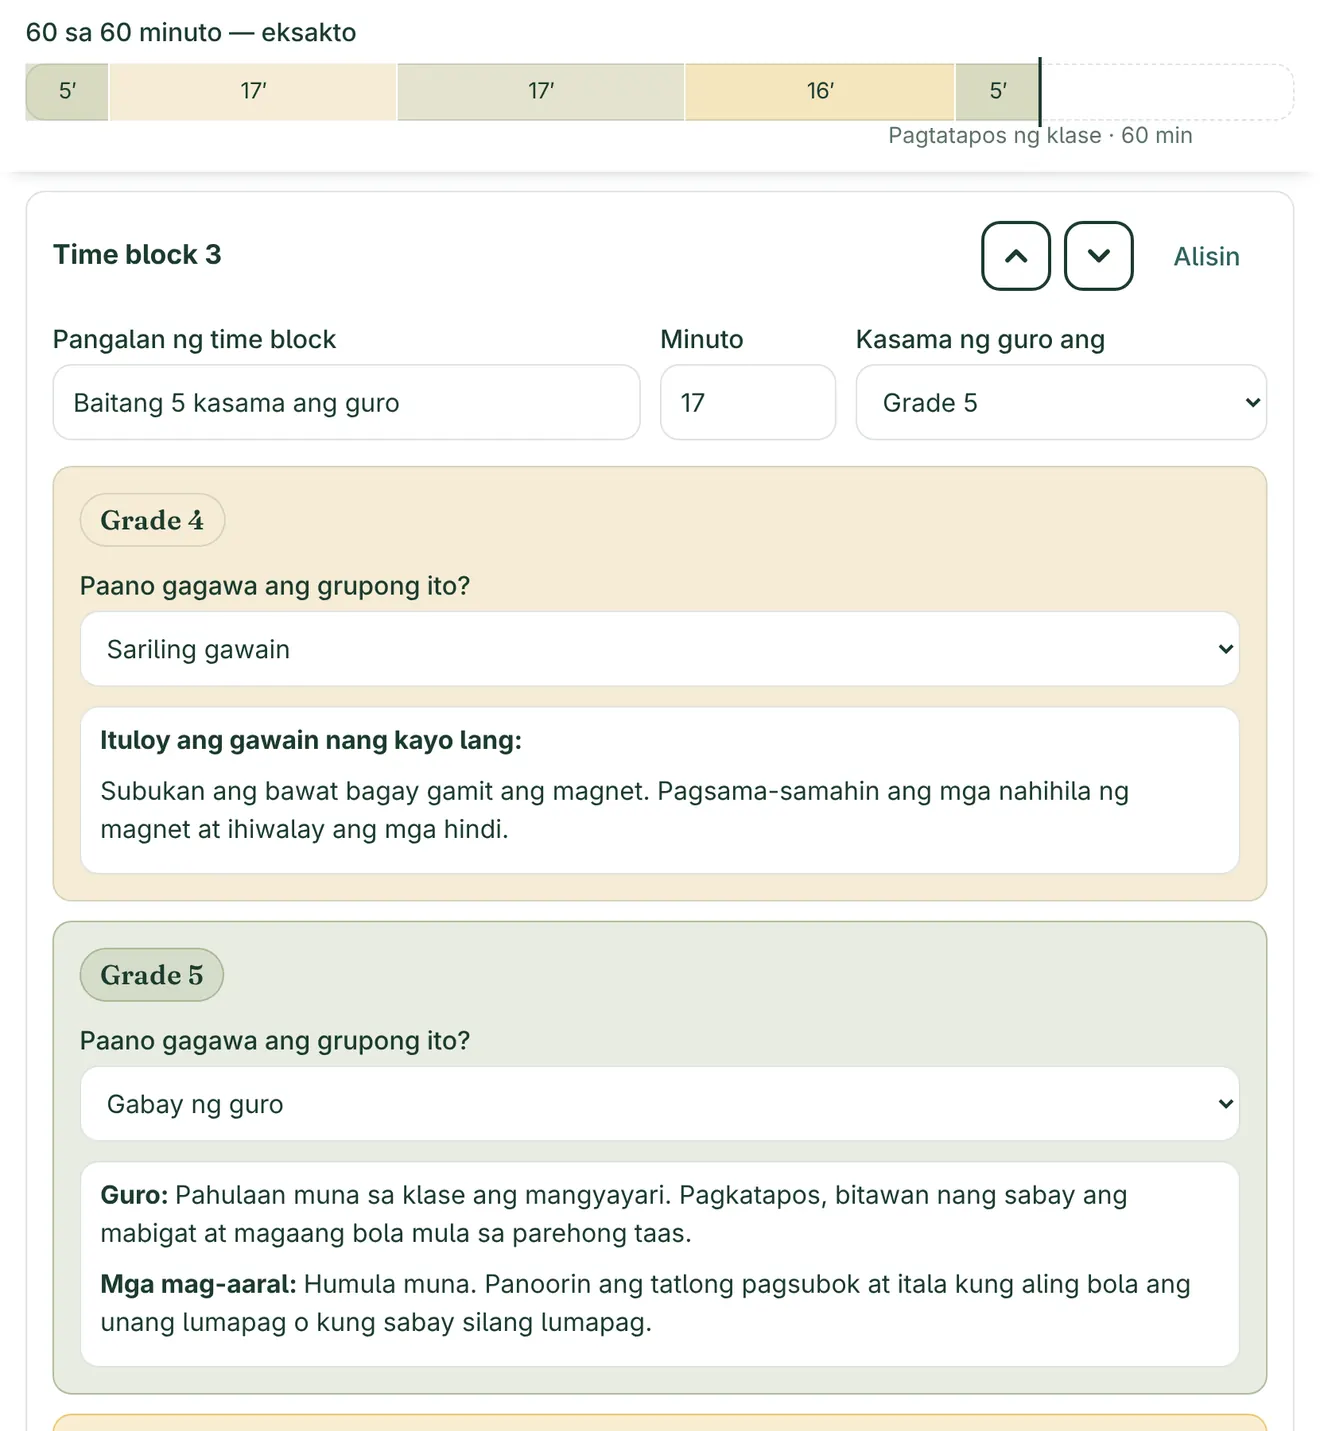 60 sa 60 minuto — eksakto
5′ 17′ 17′ 16′ 5′
Pagtatapos ng klase · 60 min
Time block 3
Alisin
Pangalan ng time block
Minuto
Kasama ng guro ang
Baitang 5 kasama ang guro
17
Grade 5
Grade 4
Paano gagawa ang grupong ito?
Sariling gawain
Ituloy ang gawain nang kayo lang:
Subukan ang bawat bagay gamit ang magnet. Pagsama-samahin ang mga nahihila ng
magnet at ihiwalay ang mga hindi.
Grade 5
Paano gagawa ang grupong ito?
Gabay ng guro
Guro: Pahulaan muna sa klase ang mangyayari. Pagkatapos, bitawan nang sabay ang
mabigat at magaang bola mula sa parehong taas.
Mga mag-aaral: Humula muna. Panoorin ang tatlong pagsubok at itala kung aling bola ang
unang lumapag o kung sabay silang lumapag.